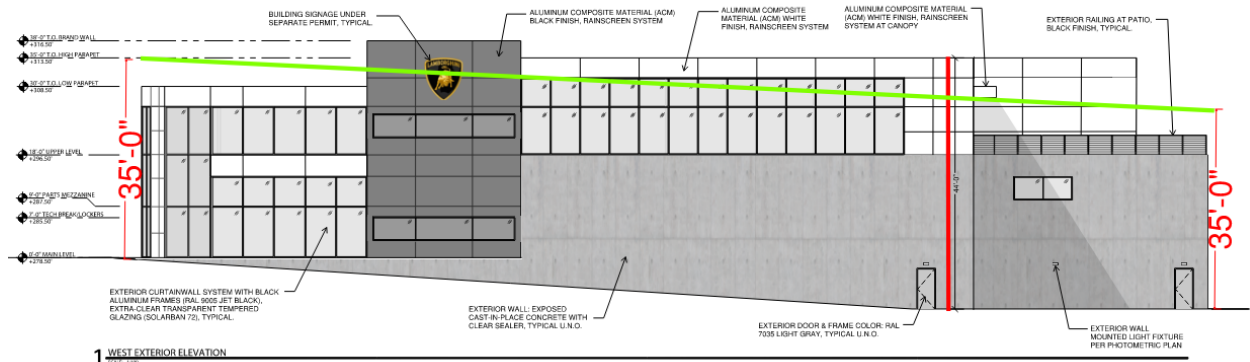 BUILDING SIGNAGE UNDER
SEPARATE PERMIT, TYPICAL.
ALUMINUM COMPOSITE MATERIAL (ACM)
BLACK FINISH, RAINSCREEN SYSTEM
ALUMINUM COMPOSITE
MATERIAL (ACM) WHITE
FINISH, RAINSCREEN SYSTEM
ALUMINUM COMPOSITE MATERIAL
(ACM) WHITE FINISH, RAINSCREEN
SYSTEM AT CANOPY
EXTERIOR RAILING AT PATIO,
BLACK FINISH, TYPICAL.
38'-0" T.O. BRAND WALL
+316.50'
35'-0" T.O. HIGH PARAPET
+313.50'
30'-0" T.O. LOW PARAPET
+308.50'
18'-0" UPPER LEVEL
+296.50'
9'-0" PARTS MEZZANINE
+287.50'
7'-0" TECH BREAK/LOCKERS
+285.50'
0'-0" MAIN LEVEL
+278.50'
35'-0"
LAMBORGHINI
44'-0"
35'-0"
EXTERIOR CURTAINWALL SYSTEM WITH BLACK
ALUMINUM FRAMES (RAL 9005 JET BLACK),
EXTRA-CLEAR TRANSPARENT TEMPERED
GLAZING (SOLARBAN 72), TYPICAL.
EXTERIOR WALL: EXPOSED
CAST-IN-PLACE CONCRETE WITH
CLEAR SEALER, TYPICAL U.N.O.
EXTERIOR DOOR & FRAME COLOR: RAL
7035 LIGHT GRAY, TYPICAL U.N.O.
EXTERIOR WALL
MOUNTED LIGHT FIXTURE
PER PHOTOMETRIC PLAN
1 WEST EXTERIOR ELEVATION